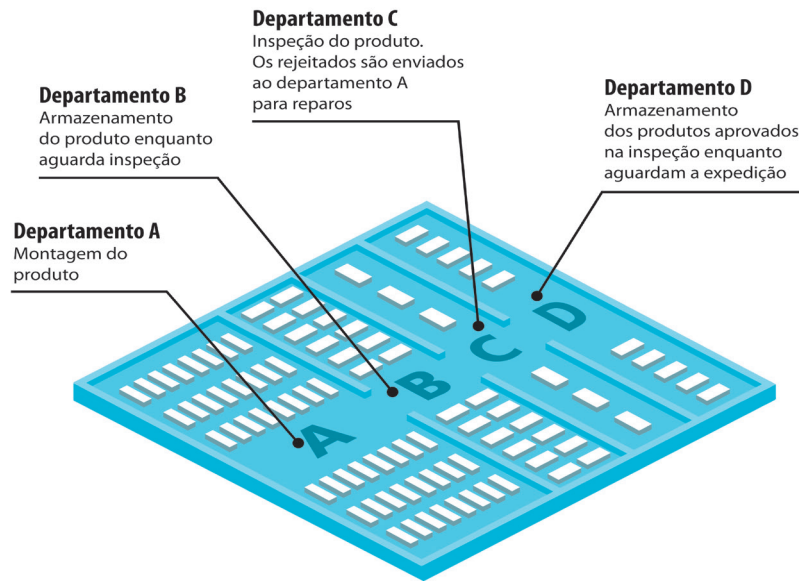 Departamento C
Inspeção do produto.
Os rejeitados são enviados
ao departamento A
para reparos
Departamento B
Armazenamento
do produto enquanto
aguarda inspeção
Departamento D
Armazenamento
dos produtos aprovados
na inspeção enquanto
aguardam a expedição
Departamento A
Montagem do
produto
D
C
B
A